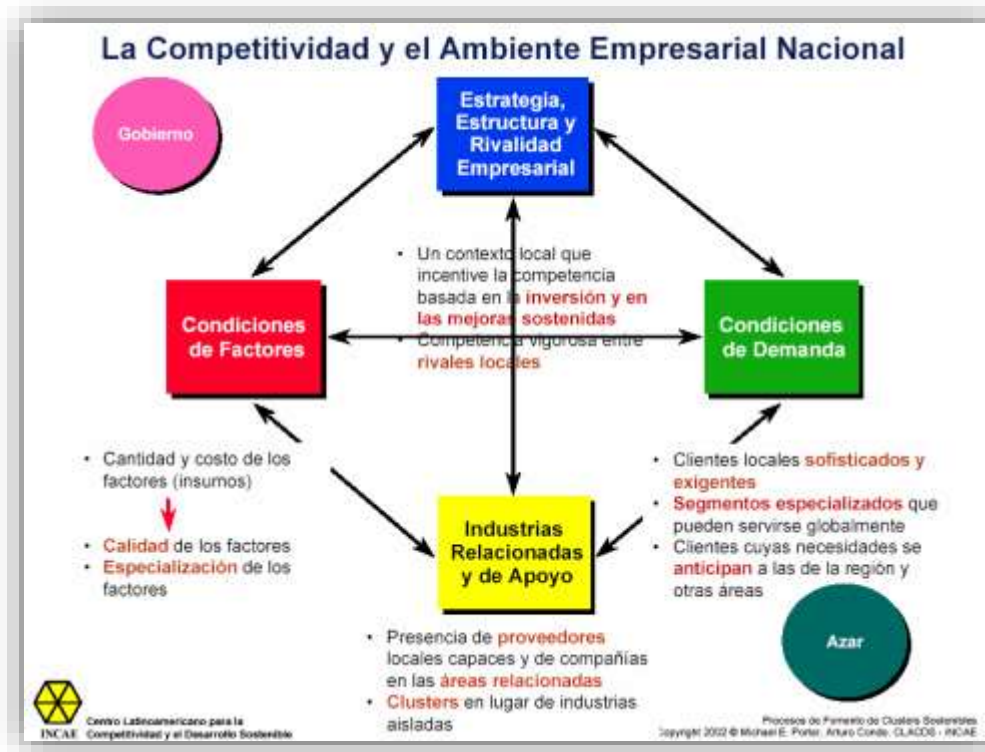 La Competitividad y el Ambiente Empresarial Nacional
Gobierno
Estrategia,
Estructura y
Rivalidad
Empresarial
• Un contexto local que
incentive la competencia
basada en la inversión y en
las mejoras sostenidas
• Competencia vigorosa entre
rivales locales
Condiciones
de Factores
Condiciones
de Demanda
• Cantidad y costo de los
factores (insumos)
• Calidad de los factores
• Especialización de los
factores
Industrias
Relacionadas
y de Apoyo
• Clientes locales sofisticados y
exigentes
• Segmentos especializados que
pueden servirse globalmente
• Clientes cuyas necesidades se
anticipan a las de la región y
otras áreas
Azar
• Presencia de proveedores
locales capaces y de compañías
en las áreas relacionadas
• Clusters en lugar de industrias
aisladas
INCAE
Centro Latinoamericano para la
Competitividad y el Desarrollo Sostenible
Procesos de Fomento de Clusters Sostenibles
Copyright 2002 © Michael E. Porter, Arturo Condo, CLACDS - INCAE